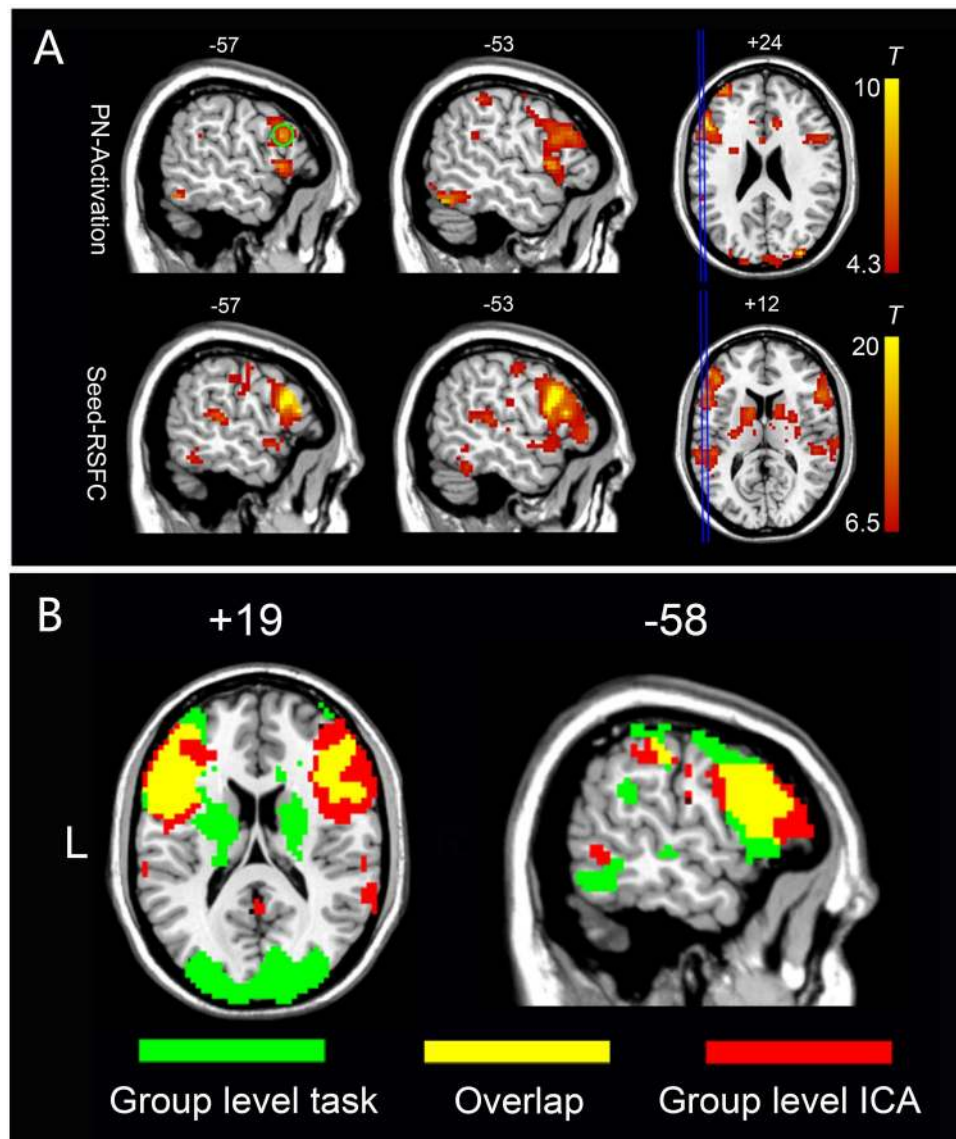 A
-57
-53
+24
T
10
PN-Activation
4.3
-57
-53
+12
T
20
Seed-RSFC
6.5
B
+19
-58
L
Group level task
Overlap
Group level ICA